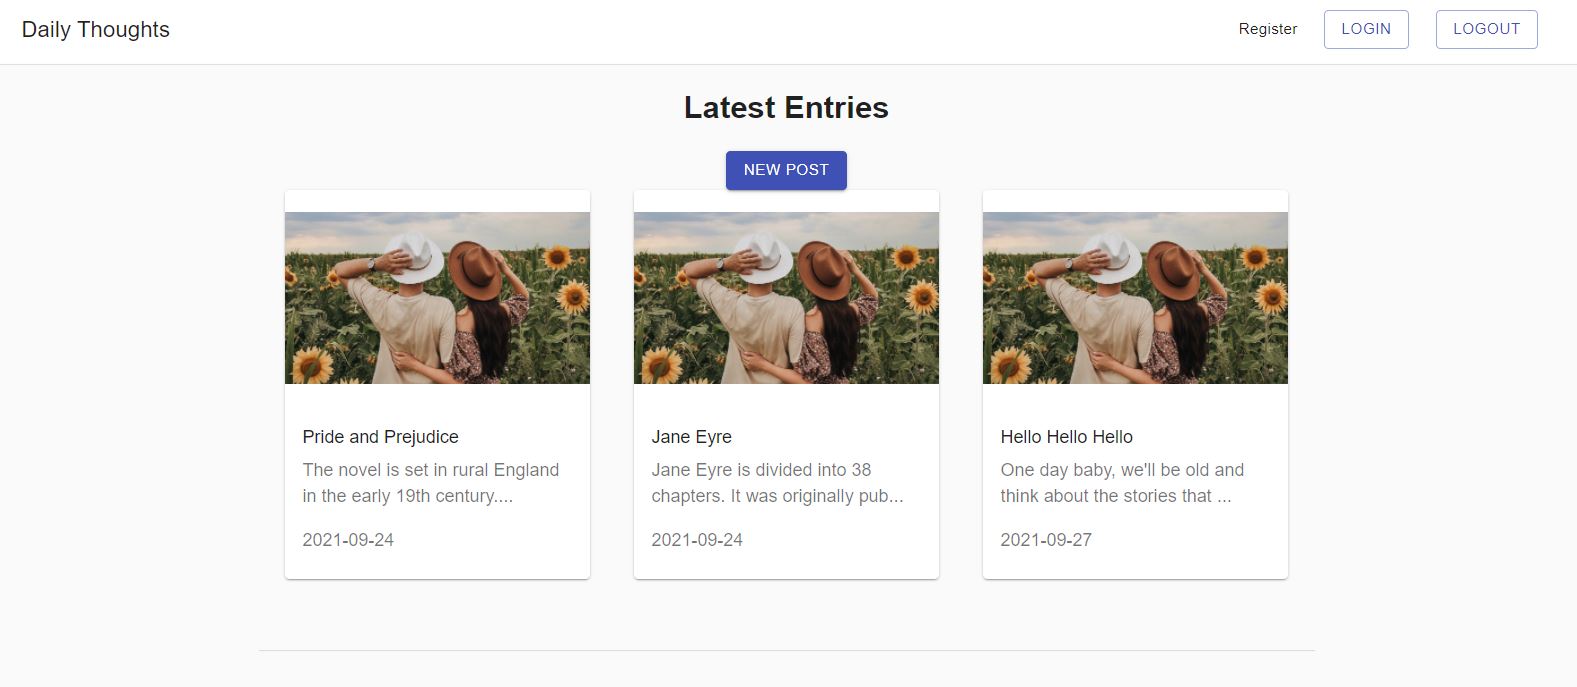 Daily Thoughts
Register
LOGIN
LOGOUT
Latest Entries
NEW POST
Pride and Prejudice
The novel is set in rural England
in the early 19th century....
2021-09-24
Jane Eyre
Jane Eyre is divided into 38
chapters. It was originally pub...
2021-09-24
Hello Hello Hello
One day baby, we'll be old and
think about the stories that ...
2021-09-27